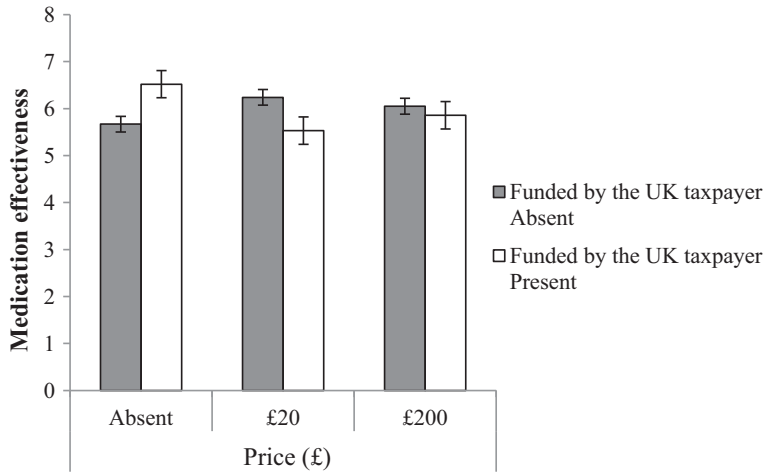 8
7
6
5
4
3
2
1
0
Medication effectiveness
Absent
£20
£200
Price (£)
Funded by the UK taxpayer
Absent
Funded by the UK taxpayer
Present